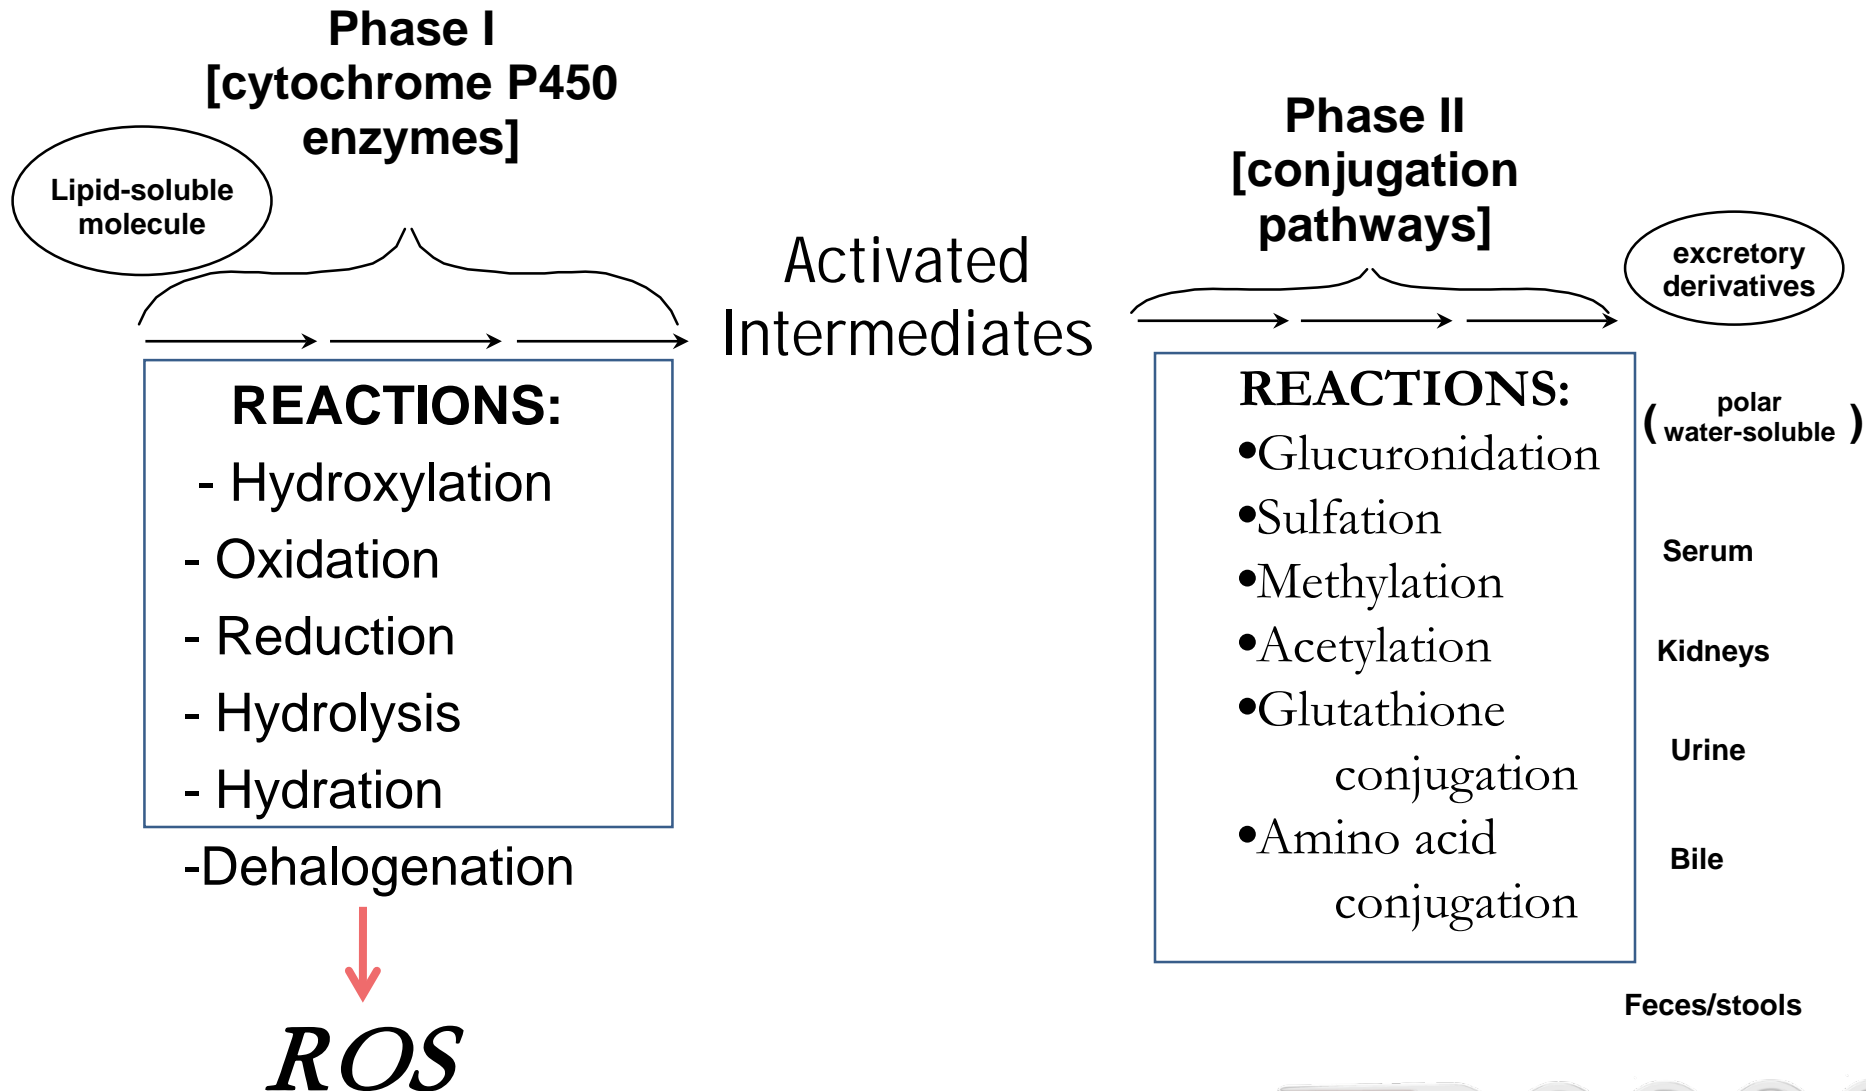 Phase I
[cytochrome P450
enzymes]
Lipid-soluble
molecule
REACTIONS:
- Hydroxylation
- Oxidation
- Reduction
- Hydrolysis
- Hydration
-Dehalogenation
ROS
Activated
Intermediates
Phase II
[conjugation
pathways]
REACTIONS:
•Glucuronidation
•Sulfation
•Methylation
•Acetylation
•Glutathione
conjugation
•Amino acid
conjugation
excretory
derivatives
( polar
water-soluble )
Serum
Kidneys
Urine
Bile
Feces/stools